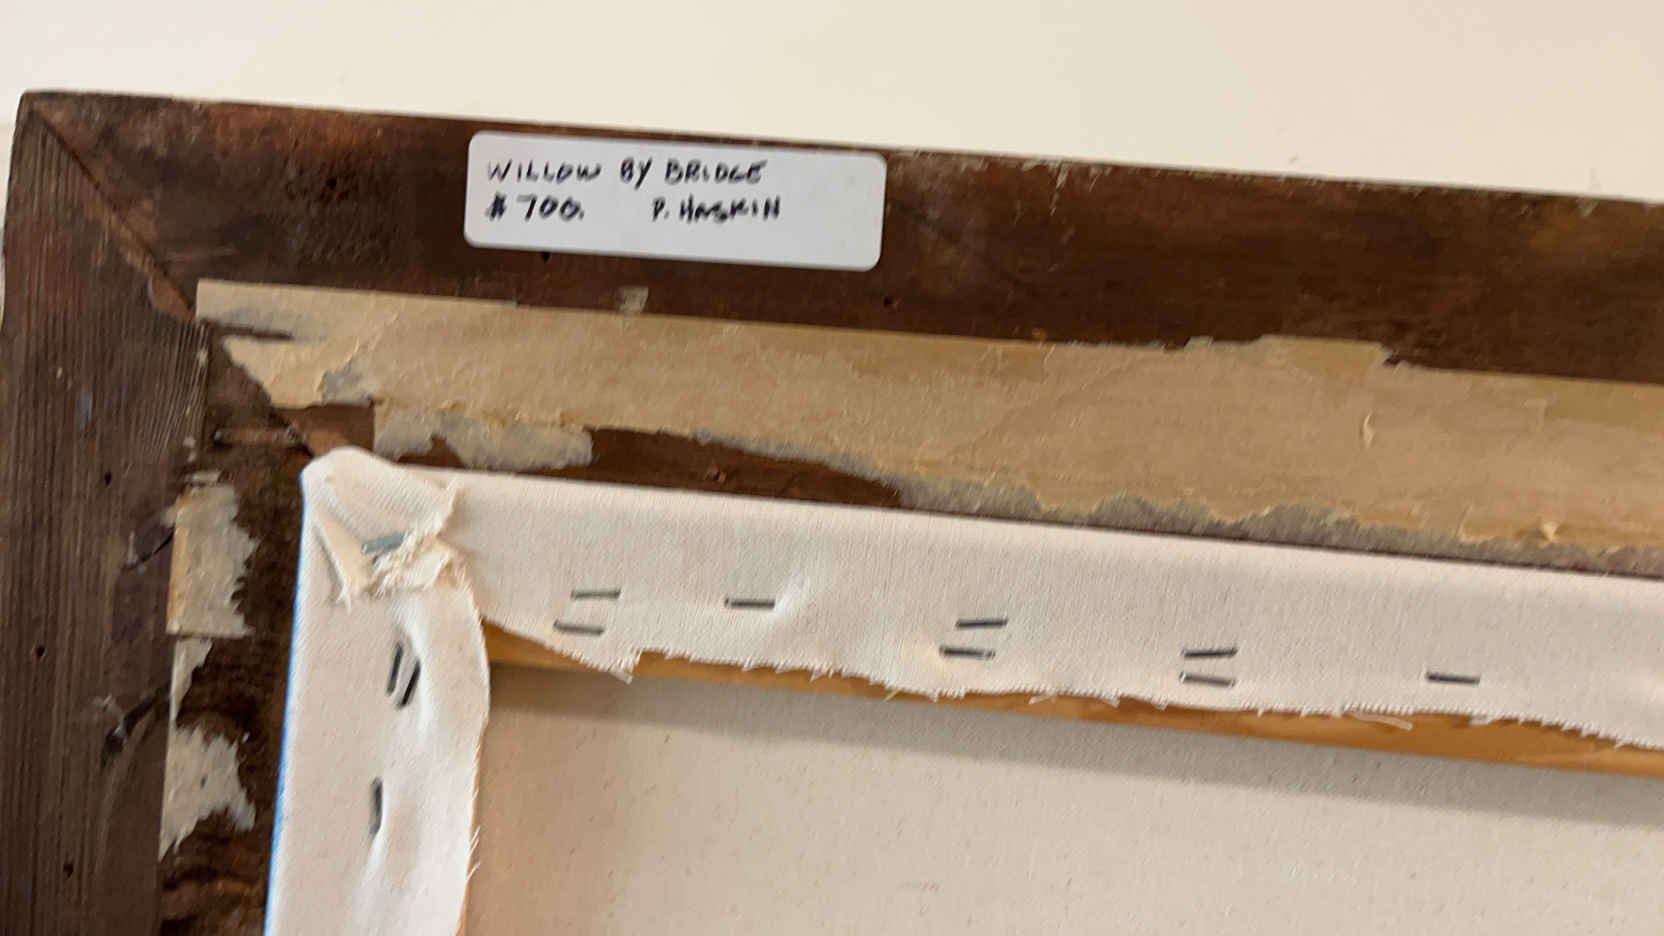 WILLOW BY BRIDGE
$700. P. HASKIN